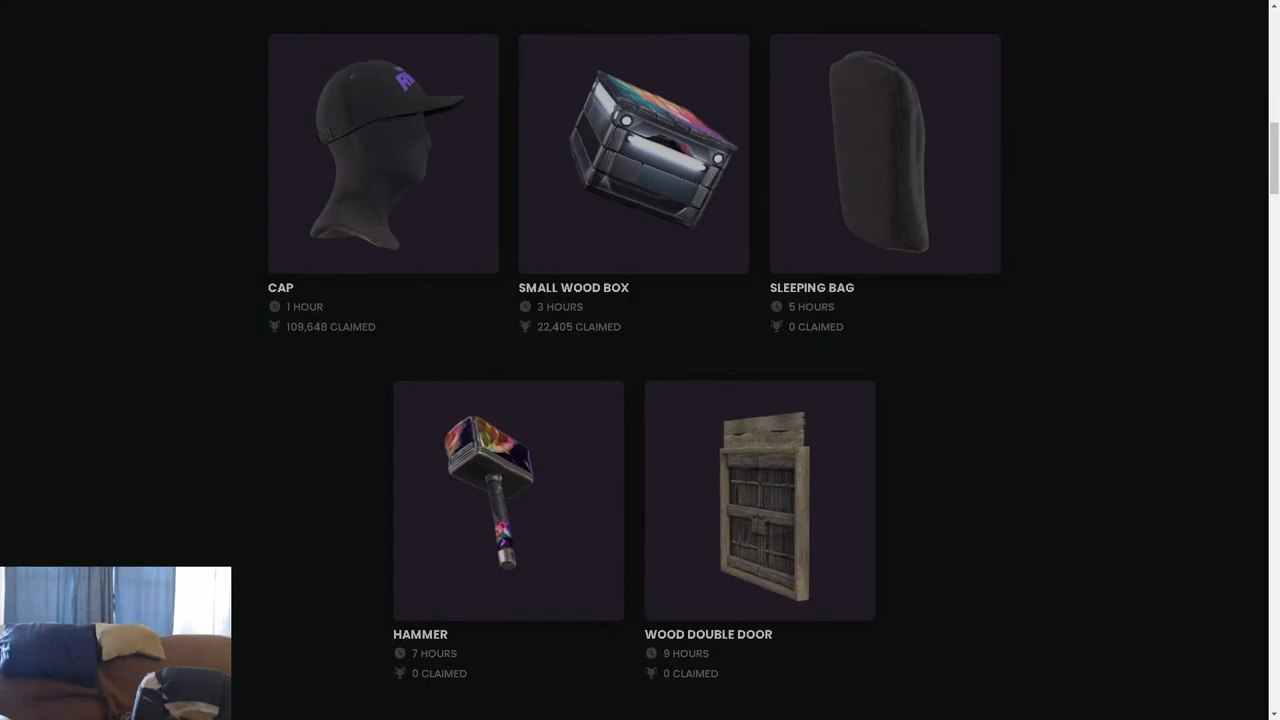 CAP
1 HOUR
109,648 CLAIMED
SMALL WOOD BOX
3 HOURS
22,405 CLAIMED
SLEEPING BAG
5 HOURS
0 CLAIMED
HAMMER
7 HOURS
0 CLAIMED
WOOD DOUBLE DOOR
9 HOURS
0 CLAIMED